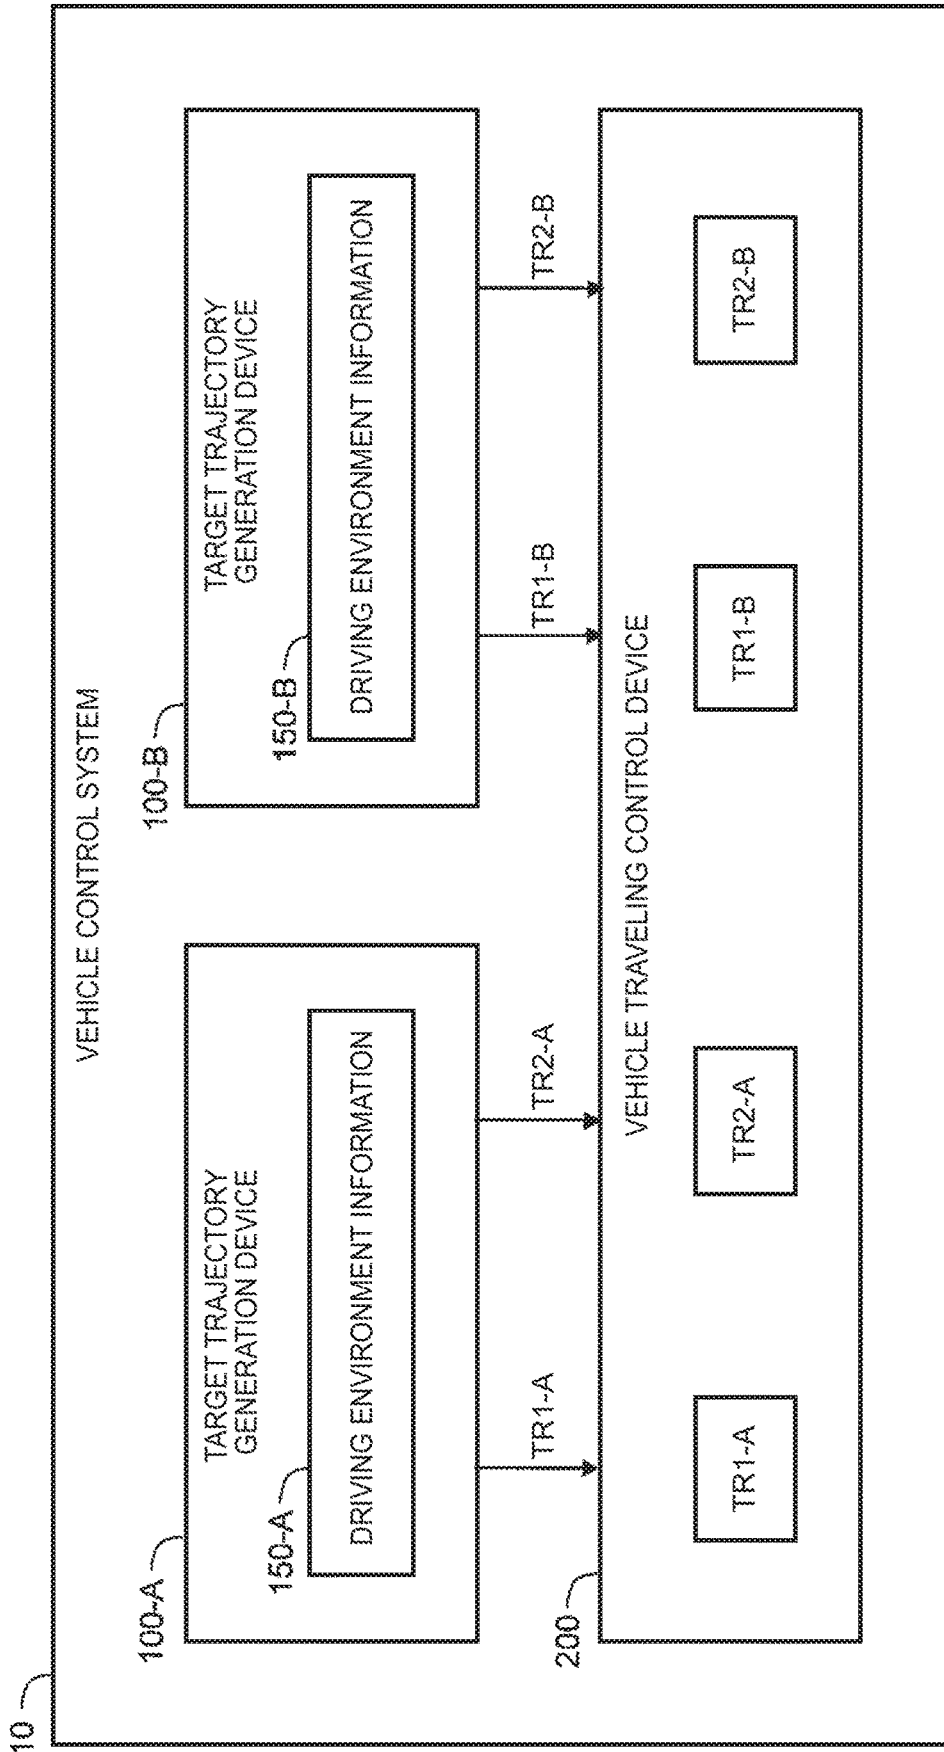 10
VEHICLE CONTROL SYSTEM
100-A
TARGET TRAJECTORY
GENERATION DEVICE
150-A
DRIVING ENVIRONMENT INFORMATION
100-B
TARGET TRAJECTORY
GENERATION DEVICE
150-B
DRIVING ENVIRONMENT INFORMATION
TR1-A
TR2-A
TR1-B
TR2-B
200
VEHICLE TRAVELING CONTROL DEVICE
TR1-A
TR2-A
TR1-B
TR2-B